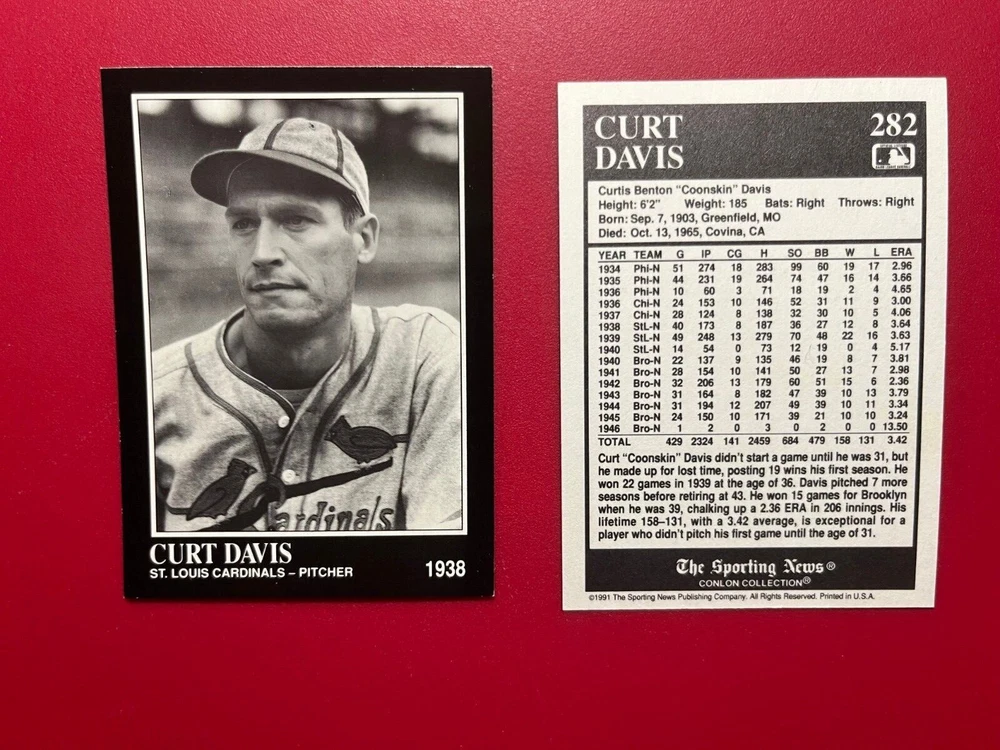 Cardinals
CURT DAVIS
ST. LOUIS CARDINALS – PITCHER 1938
CURT 282
DAVIS
Curtis Benton "Coonskin" Davis
Height: 6'2" Weight: 185 Bats: Right Throws: Right
Born: Sep. 7, 1903, Greenfield, MO
Died: Oct. 13, 1965, Covina, CA
YEAR TEAM G IP CG H SO BB W L ERA
1934 Phi-N 51 274 18 283 99 60 19 17 2.96
1935 Phi-N 44 231 19 264 74 47 16 14 3.66
1936 Phi-N 10 60 3 71 18 19 2 4 4.65
1936 Chi-N 24 153 10 146 52 31 11 9 3.00
1937 Chi-N 28 124 8 138 32 30 10 5 4.06
1938 StL-N 40 173 8 187 36 27 12 8 3.64
1939 StL-N 49 248 13 279 70 48 22 16 3.63
1940 StL-N 14 54 0 73 12 19 0 4 5.17
1940 Bro-N 22 137 9 135 46 19 8 7 3.81
1941 Bro-N 28 154 10 141 50 27 13 7 2.98
1942 Bro-N 32 206 13 179 60 51 15 6 2.36
1943 Bro-N 31 164 8 182 47 39 10 13 3.79
1944 Bro-N 31 194 12 207 49 39 10 11 3.34
1945 Bro-N 24 150 10 171 39 21 10 10 3.24
1946 Bro-N 1 2 0 3 0 2 0 0 13.50
TOTAL 429 2324 141 2459 684 479 158 131 3.42
Curt "Coonskin" Davis didn't start a game until he was 31, but
he made up for lost time, posting 19 wins his first season. He
won 22 games in 1939 at the age of 36. Davis pitched 7 more
seasons before retiring at 43. He won 15 games for Brooklyn
when he was 39, chalking up a 2.36 ERA in 206 innings. His
lifetime 158–131, with a 3.42 average, is exceptional for a
player who didn't pitch his first game until the age of 31.
The Sporting News®
CONLON COLLECTION®
©1991 The Sporting News Publishing Company. All Rights Reserved. Printed in U.S.A.